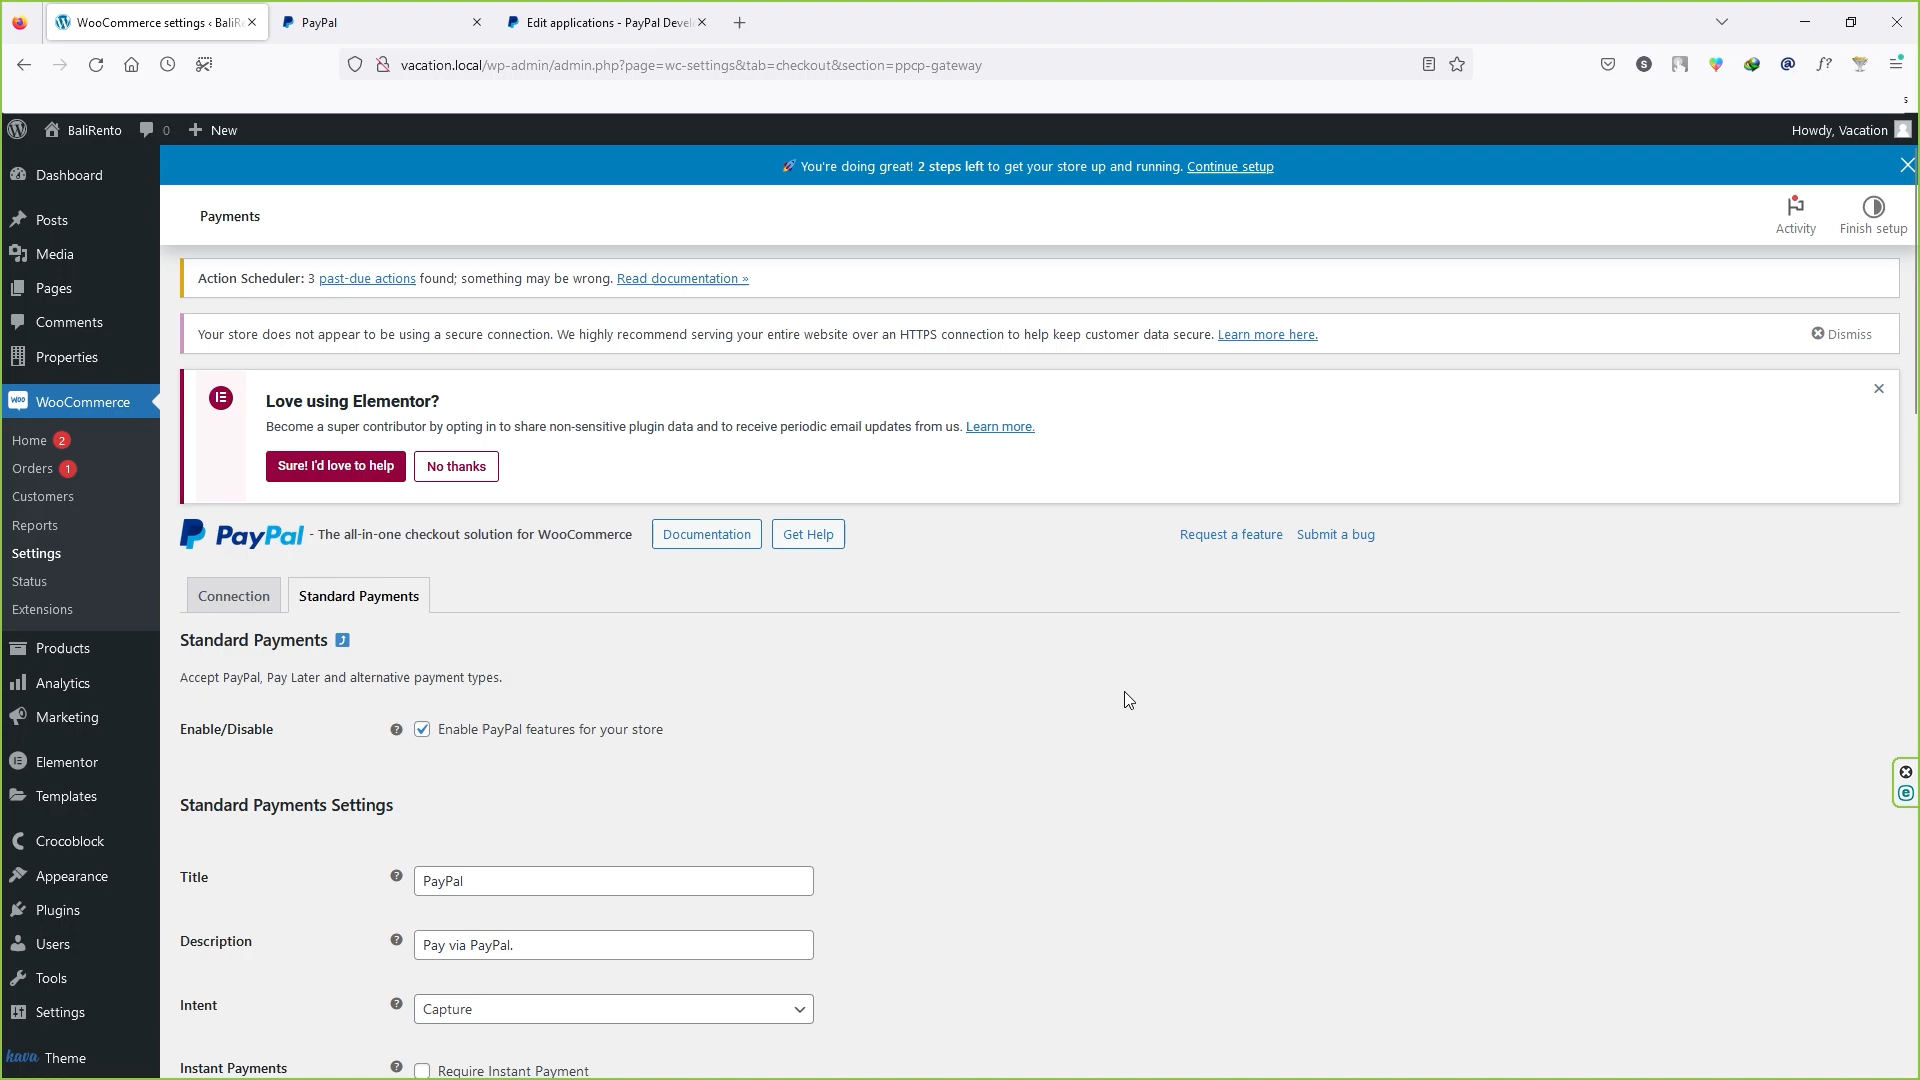 WooCommerce settings ‹ BaliR
PayPal
Edit applications - PayPal Devel
vacation.local/wp-admin/admin.php?page=wc-settings&tab=checkout&section=ppcp-gateway
S
f?
s
BaliRento
0
New
Howdy, Vacation
🚀 You're doing great! 2 steps left to get your store up and running. Continue setup
Dashboard
Posts
Media
Pages
Comments
Properties
WOO WooCommerce
Home 2
Orders 1
Customers
Reports
Settings
Status
Extensions
Products
Analytics
Marketing
Elementor
Templates
Crocoblock
Appearance
Plugins
Users
Tools
Settings
kava Theme
Payments
Activity
Finish setup
Action Scheduler: 3 past-due actions found; something may be wrong. Read documentation »
Your store does not appear to be using a secure connection. We highly recommend serving your entire website over an HTTPS connection to help keep customer data secure. Learn more here.
Dismiss
Love using Elementor?
Become a super contributor by opting in to share non-sensitive plugin data and to receive periodic email updates from us. Learn more.
Sure! I'd love to help
No thanks
PayPal - The all-in-one checkout solution for WooCommerce
Documentation
Get Help
Request a feature
Submit a bug
Connection
Standard Payments
Standard Payments
Accept PayPal, Pay Later and alternative payment types.
Enable/Disable
Enable PayPal features for your store
Standard Payments Settings
Title
PayPal
Description
Pay via PayPal.
Intent
Capture
Instant Payments
Require Instant Payment